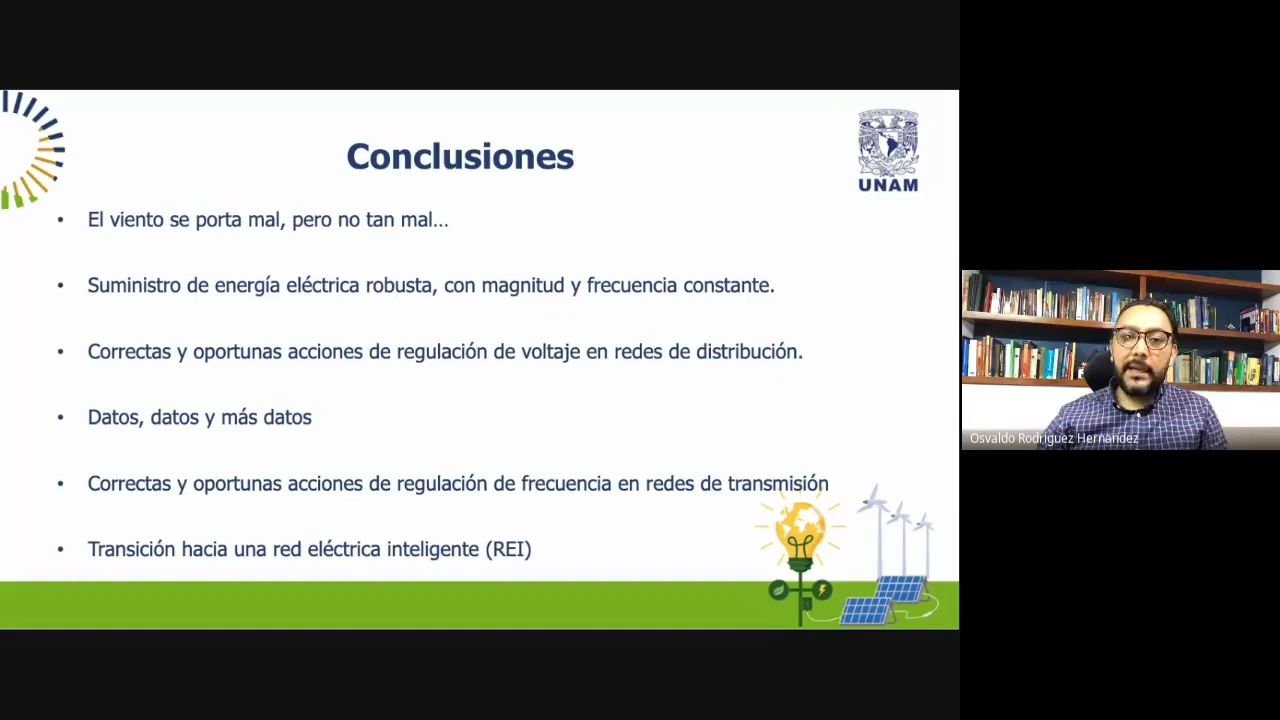 Conclusiones
UNAM
• El viento se porta mal, pero no tan mal...
• Suministro de energía eléctrica robusta, con magnitud y frecuencia constante.
• Correctas y oportunas acciones de regulación de voltaje en redes de distribución.
• Datos, datos y más datos
• Correctas y oportunas acciones de regulación de frecuencia en redes de transmisión
• Transición hacia una red eléctrica inteligente (REI)
Osvaldo Rodríguez Hernández